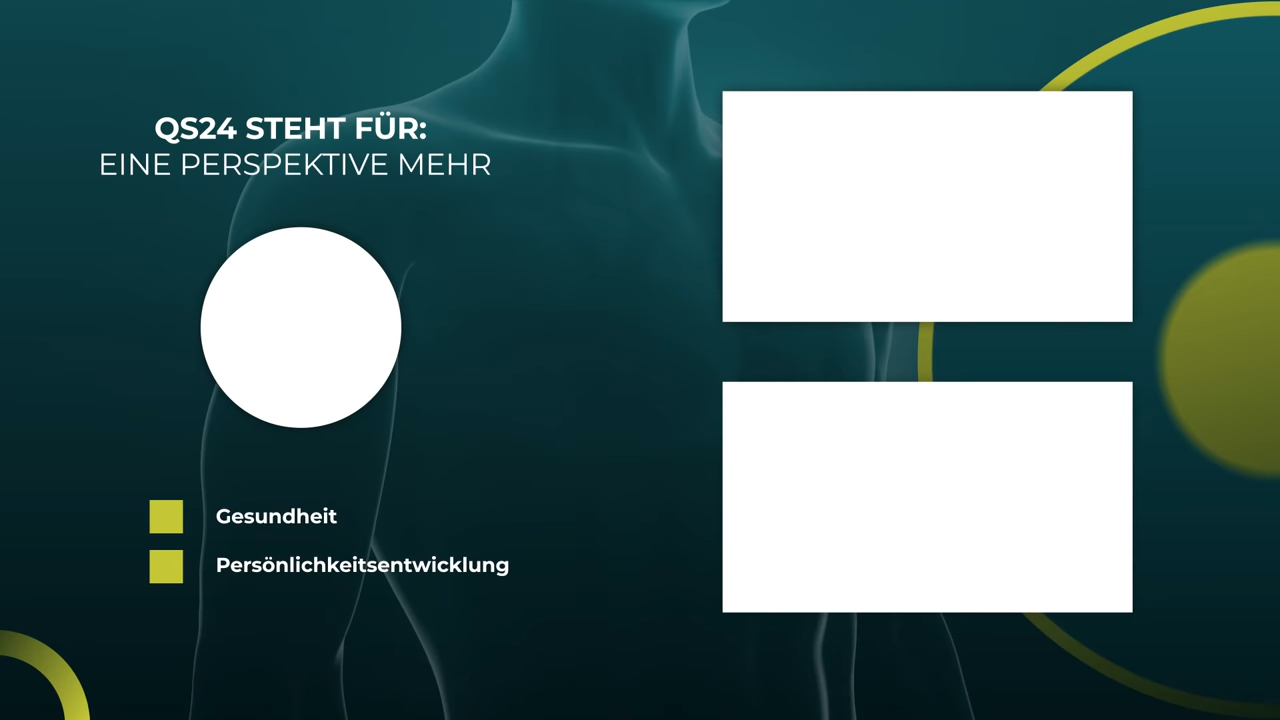 QS24 STEHT FÜR:
EINE PERSPEKTIVE MEHR
Gesundheit
Persönlichkeitsentwicklung